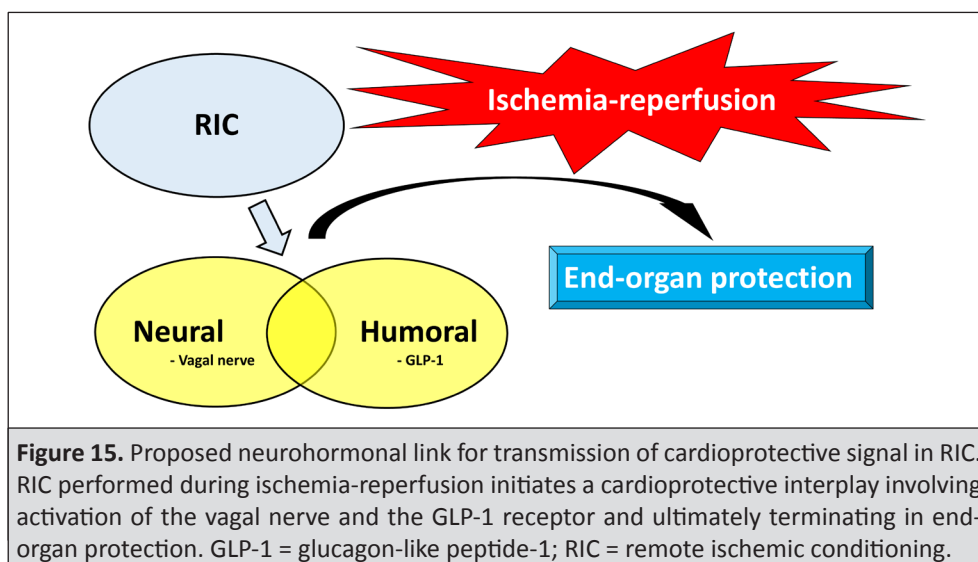 RIC
Ischemia-reperfusion
End-organ protection
Neural
- Vagal nerve
Humoral
- GLP-1
Figure 15. Proposed neurohormonal link for transmission of cardioprotective signal in RIC.
RIC performed during ischemia-reperfusion initiates a cardioprotective interplay involving
activation of the vagal nerve and the GLP-1 receptor and ultimately terminating in end-
organ protection. GLP-1 = glucagon-like peptide-1; RIC = remote ischemic conditioning.